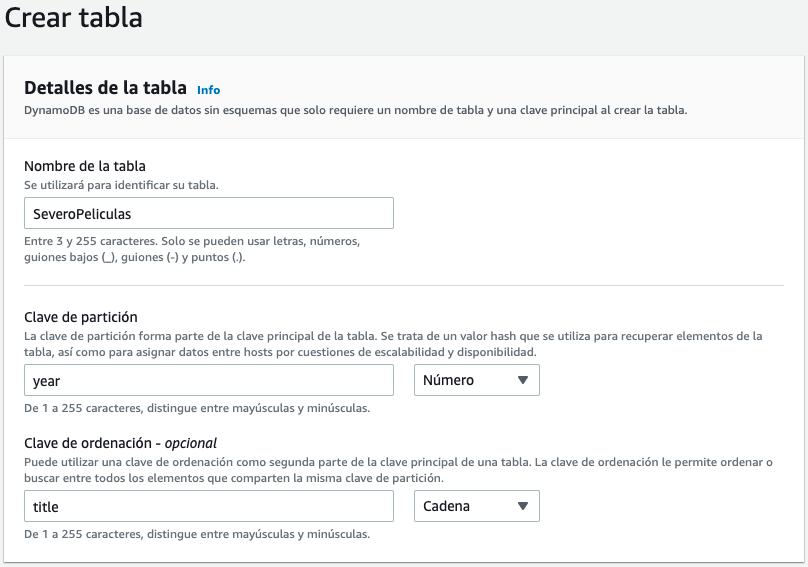 Crear tabla
Detalles de la tabla Info
DynamoDB es una base de datos sin esquemas que solo requiere un nombre de tabla y una clave principal al crear la tabla.
Nombre de la tabla
Se utilizará para identificar su tabla.
SeveroPeliculas
Entre 3 y 255 caracteres. Solo se pueden usar letras, números,
guiones bajos (_), guiones (-) y puntos (.).
Clave de partición
La clave de partición forma parte de la clave principal de la tabla. Se trata de un valor hash que se utiliza para recuperar elementos de la
tabla, así como para asignar datos entre hosts por cuestiones de escalabilidad y disponibilidad.
year Número
De 1 a 255 caracteres, distingue entre mayúsculas y minúsculas.
Clave de ordenación - opcional
Puede utilizar una clave de ordenación como segunda parte de la clave principal de una tabla. La clave de ordenación le permite ordenar o
buscar entre todos los elementos que comparten la misma clave de partición.
title Cadena
De 1 a 255 caracteres, distingue entre mayúsculas y minúsculas.